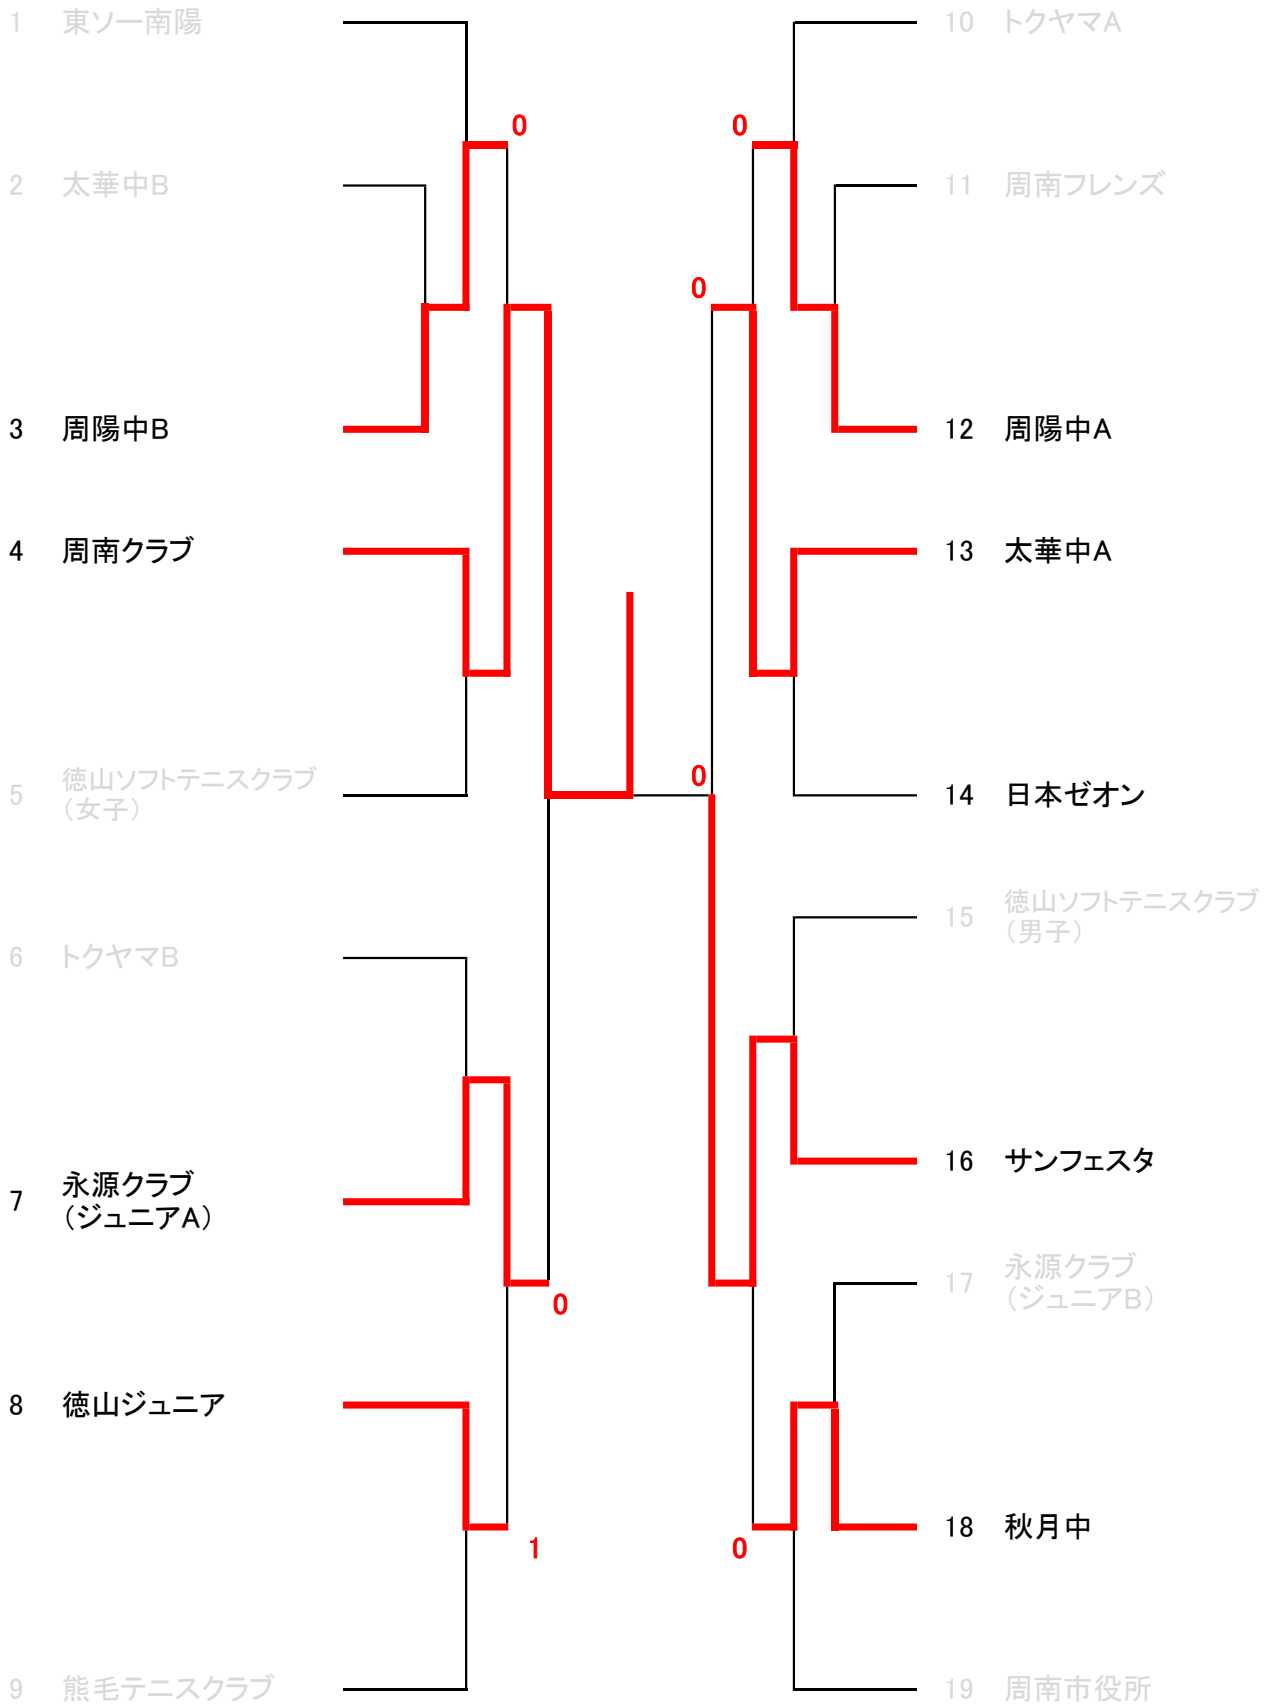 1 東ソー南陽
2 太華中B
3 周陽中B
4 周南クラブ
5 徳山ソフトテニスクラブ
（女子）
6 トクヤマB
7 永源クラブ
（ジュニアA）
8 徳山ジュニア
9 熊毛テニスクラブ
0
0
1
0
0
0
0
10 トクヤマA
11 周南フレンズ
12 周陽中A
13 太華中A
14 日本ゼオン
15 徳山ソフトテニスクラブ
（男子）
16 サンフェスタ
17 永源クラブ
（ジュニアB）
18 秋月中
19 周南市役所